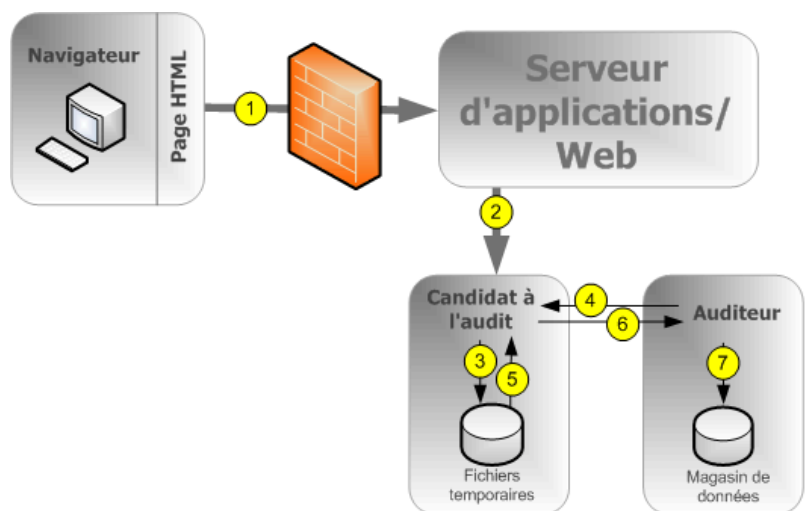 Navigateur
Page HTML
1
Serveur
d'applications/
Web
2
Candidat à
l'audit
4
6
Auditeur
3
5
7
Fichiers
temporaires
Magasin de
données